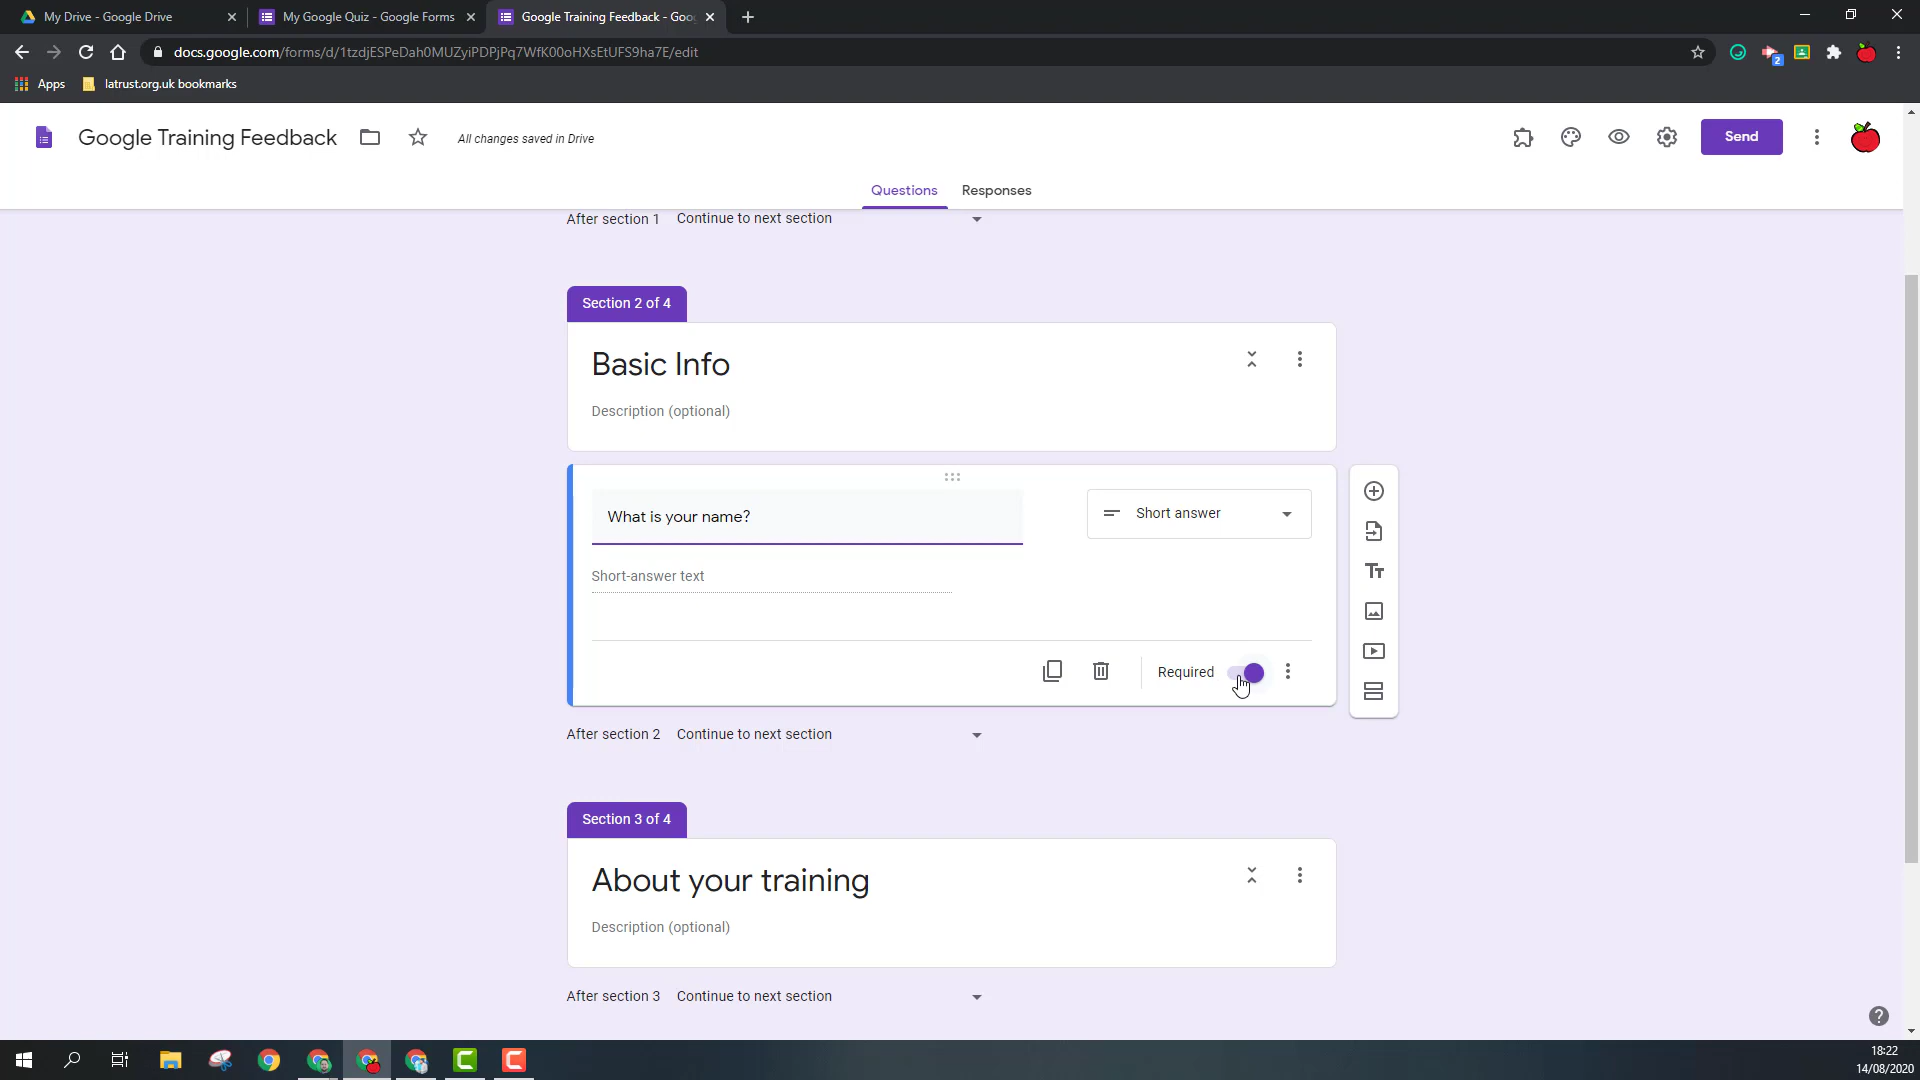 My Drive - Google Drive
My Google Quiz - Google Forms
Google Training Feedback - Goo
docs.google.com/forms/d/1tzdjESPeDah0MUZyiPDPjPq7WfK00oHXsEtUFS9ha7E/edit
2
Apps
latrust.org.uk bookmarks
Google Training Feedback
All changes saved in Drive
Send
Questions
Responses
After section 1 Continue to next section
Section 2 of 4
Basic Info
Description (optional)
What is your name?
Short answer
Short-answer text
Required
After section 2 Continue to next section
Section 3 of 4
About your training
Description (optional)
After section 3 Continue to next section
18:22
14/08/2020